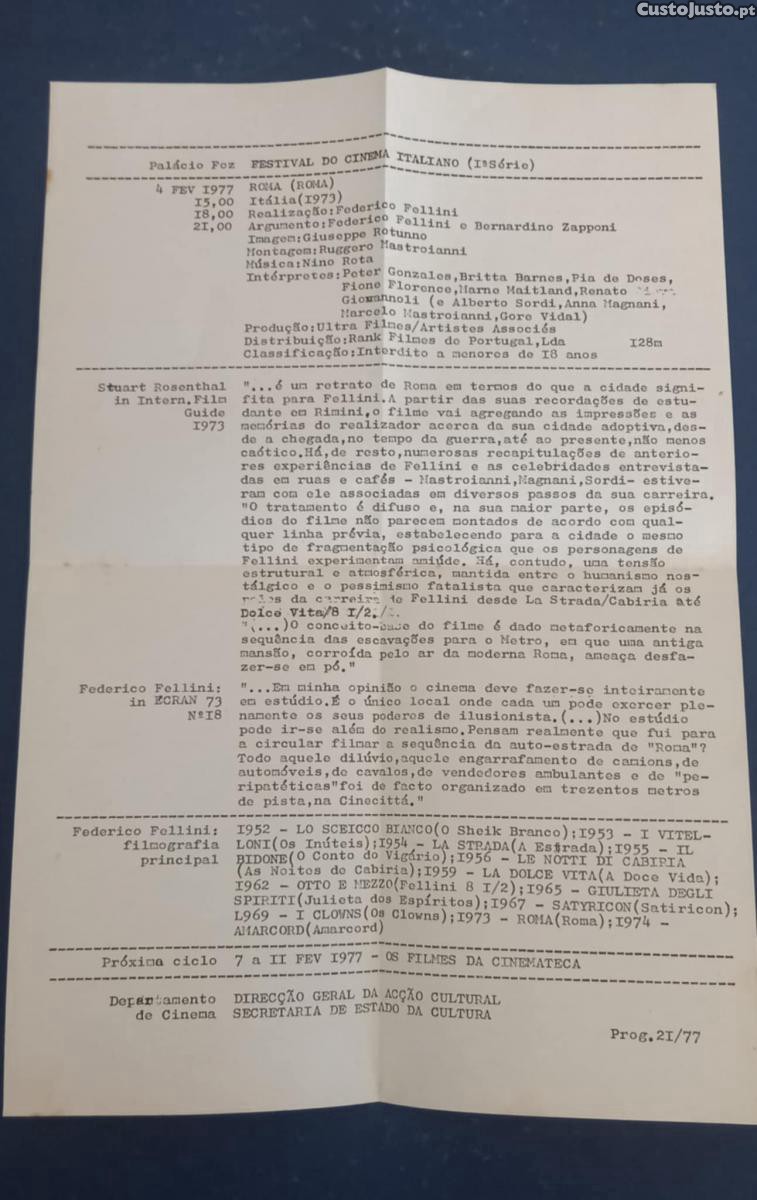 CustoJusto.pt
Palácio Foz FESTIVAL DO CINEMA ITALIANO (IªSérie)
4 FEV I977 ROMA (ROMA)
I5,00 Itália(I973)
I8,00 Realização:Federico Fellini
2I,00 Argumento:Federico Fellini e Bernardino Zapponi
Imagem:Giuseppe Rotunno
Montagem:Ruggero Mastroianni
Música:Nino Rota
Intérpretes:Peter Gonzales,Britta Barnes,Pia de Doses,
Fione Florence,Marne Maitland,Renato
Giovannoli (e Alberto Sordi,Anna Magnani,
Marcelo Mastroianni,Gore Vidal)
Produção:Ultra Filmes/Artistes Associés
Distribuição:Rank Filmes de Portugal,Lda I28m
Classificação:Interdito a menores de I8 anos
Stuart Rosenthal "...é um retrato de Roma em termos do que a cidade signi-
in Intern.Film fita para Fellini.A partir das suas recordações de estu-
Guide dante em Rimini,o filme vai agregando as impressões e as
I973 memórias do realizador acerca da sua cidade adoptiva,des-
de a chegada,no tempo da guerra,até ao presente,não menos
caótico.Há,de resto,numerosas recapitulações de anterio-
res experiências de Fellini e as celebridades entrevista-
das em ruas e cafés - Mastroianni,Magnani,Sordi- estive-
ram com ele associadas em diversos passos da sua carreira.
"O tratamento é difuso e, na sua maior parte, os episó-
dios do filme não parecem montados de acordo com qual-
quer linha prévia, estabelecendo para a cidade o mesmo
tipo de fragmentação psicológica que os personagens de
Fellini experimentam amiúde. Há, contudo, uma tensão
estrutural e atmosférica, mantida entre o humanismo nos-
tálgico e o pessimismo fatalista que caracterizam já os
da carreira de Fellini desde La Strada/Cabiria até
Dolce Vita/8 I/2.
"(...)O conceito-base do filme é dado metaforicamente na
sequência das escavações para o Metro, em que uma antiga
mansão, corroída pelo ar da moderna Roma, ameaça desfa-
zer-se em pó."
Federico Fellini: "...Em minha opinião o cinema deve fazer-se inteiramente
in ECRAN 73 em estúdio.É o único local onde cada um pode exercer ple-
NºI8 namente os seus poderes de ilusionista.(...)No estúdio
pode ir-se além do realismo.Pensam realmente que fui para
a circular filmar a sequência da auto-estrada de "Roma"?
Todo aquele dilúvio,aquele engarrafamento de camions,de
automóveis,de cavalos,de vendedores ambulantes e de "pe-
ripatéticas"foi de facto organizado em trezentos metros
de pista,na Cinecittá."
Federico Fellini: I952 - LO SCEICCO BIANCO(O Sheik Branco);I953 - I VITEL-
filmografia LONI(Os Inúteis);I954 - LA STRADA(A Estrada);I955 - IL
principal BIDONE(O Conto do Vigário);I956 - LE NOTTI DI CABIRIA
(As Noites de Cabiria);I959 - LA DOLCE VITA(A Doce Vida);
I962 - OTTO E MEZZO(Fellini 8 I/2);I965 - GIULIETA DEGLI
SPIRITI(Julieta dos Espíritos);I967 - SATYRICON(Satiricon);
L969 - I CLOWNS(Os Clowns);I973 - ROMA(Roma);I974 -
AMARCORD(Amarcord)
Próximo ciclo 7 a II FEV I977 - OS FILMES DA CINEMATECA
Departamento DIRECÇÃO GERAL DA ACÇÃO CULTURAL
de Cinema SECRETARIA DE ESTADO DA CULTURA
Prog.2I/77